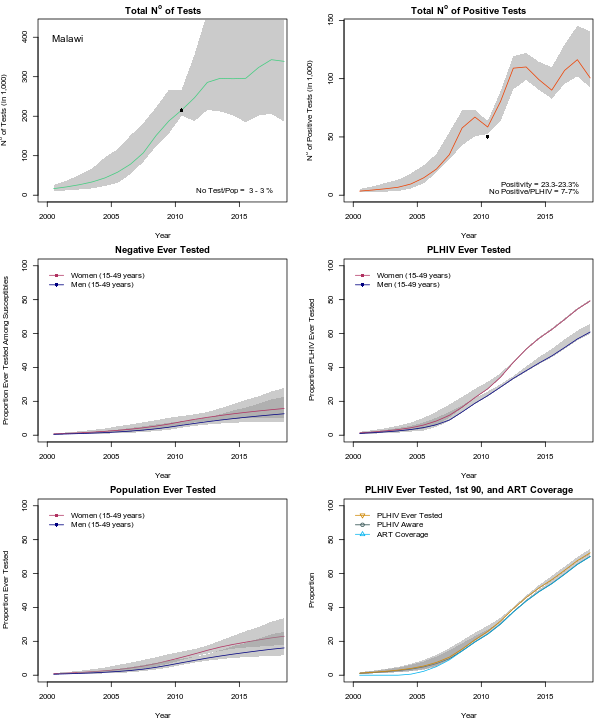 Total N° of Tests
Malawi
N° of Tests (in 1,000)
0 100 200 300 400
No Test/Pop = 3 - 3 %
2000 2005 2010 2015
Year
Total N° of Positive Tests
N° of Positive Tests (in 1,000)
0 50 100 150
Positivity = 23.3-23.3%
No Positive/PLHIV = 7-7%
2000 2005 2010 2015
Year
Negative Ever Tested
Women (15-49 years)
Men (15-49 years)
Proportion Ever Tested Among Susceptibles
0 20 40 60 80 100
2000 2005 2010 2015
Year
PLHIV Ever Tested
Women (15-49 years)
Men (15-49 years)
Proportion PLHIV Ever Tested
0 20 40 60 80 100
2000 2005 2010 2015
Year
Population Ever Tested
Women (15-49 years)
Men (15-49 years)
Proportion Ever Tested
0 20 40 60 80 100
2000 2005 2010 2015
Year
PLHIV Ever Tested, 1st 90, and ART Coverage
PLHIV Ever Tested
PLHIV Aware
ART Coverage
Proportion
0 20 40 60 80 100
2000 2005 2010 2015
Year